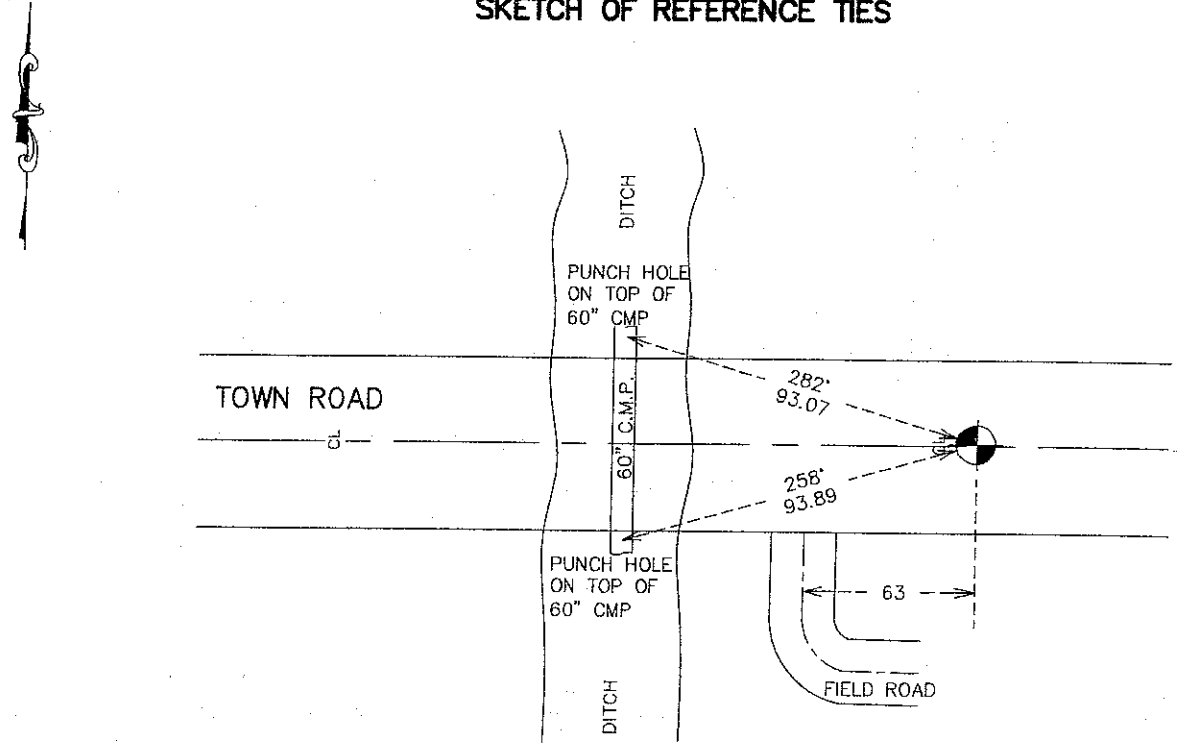 SKETCH OF REFERENCE TIES
DITCH
PUNCH HOLE
ON TOP OF
60" CMP
TOWN ROAD
CL
60" C.M.P.
282°
93.07
CL
258°
93.89
PUNCH HOLE
ON TOP OF
60" CMP
63
FIELD ROAD
DITCH